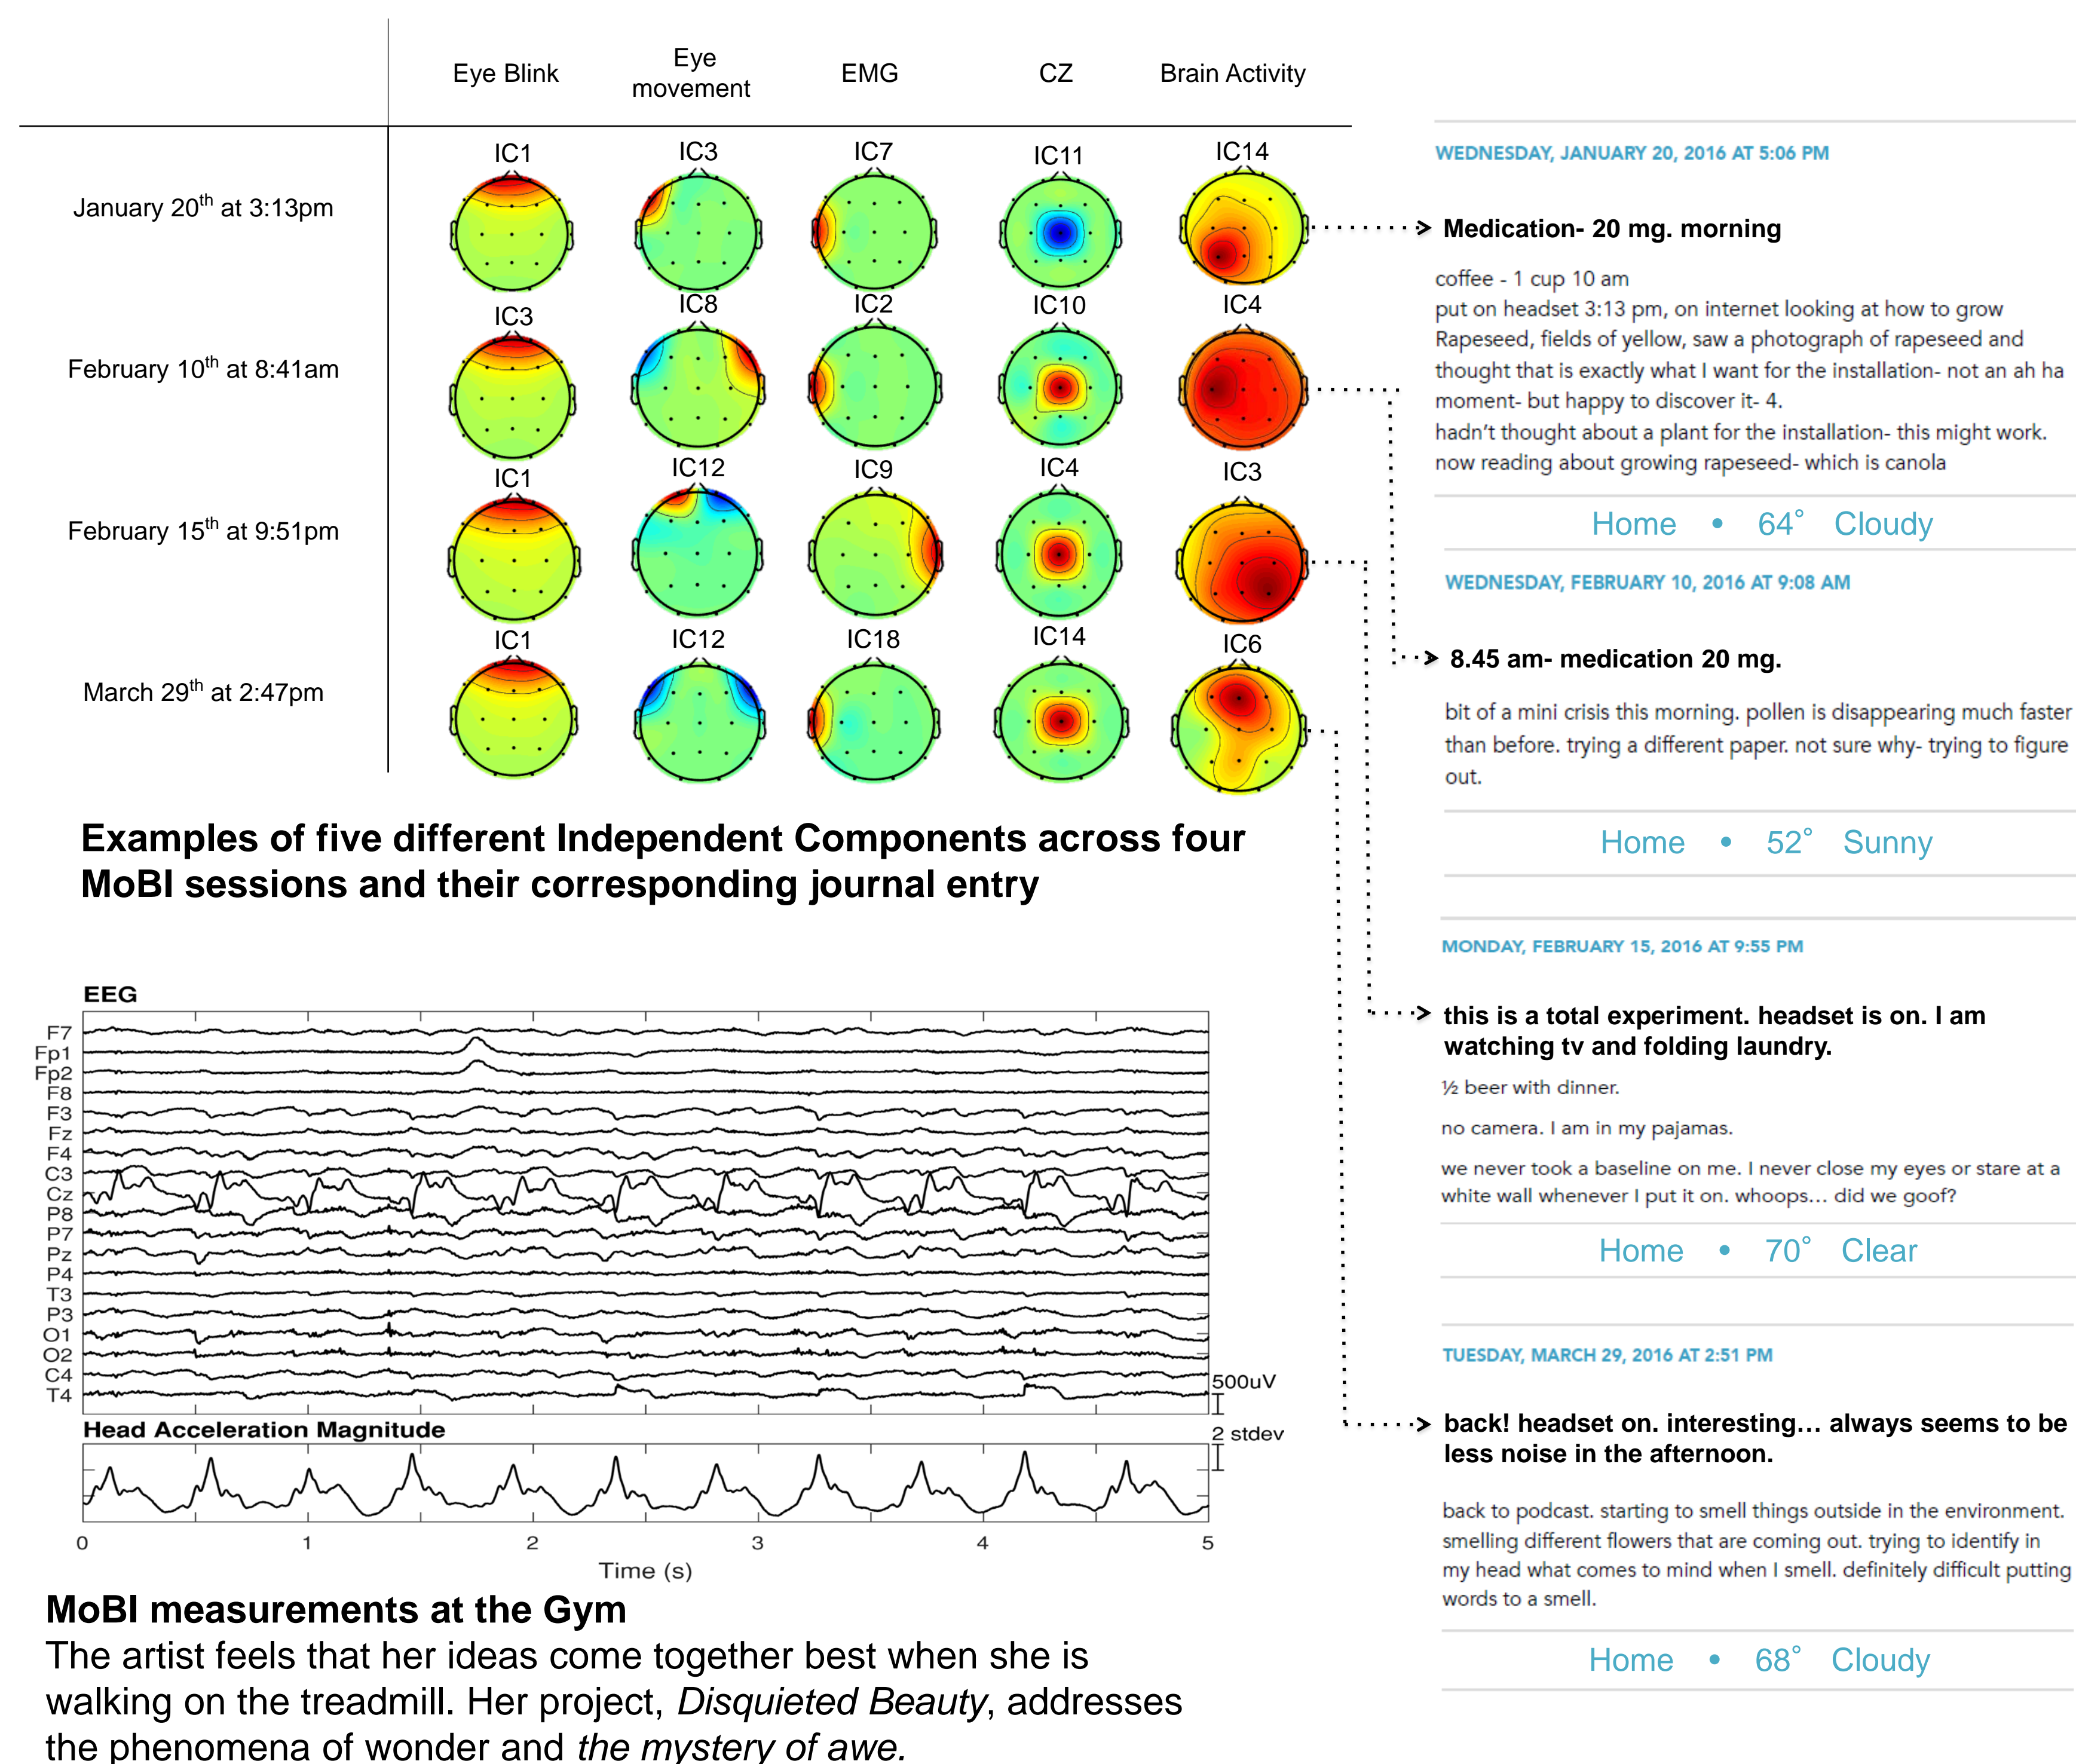 Eye Blink
Eye
movement
EMG
CZ
Brain Activity
January 20th at 3:13pm
IC1
IC3
IC7
IC11
IC14
February 10th at 8:41am
IC3
IC8
IC2
IC10
IC4
February 15th at 9:51pm
IC1
IC12
IC9
IC4
IC3
March 29th at 2:47pm
IC1
IC12
IC18
IC14
IC6
Examples of five different Independent Components across four
MoBI sessions and their corresponding journal entry
WEDNESDAY, JANUARY 20, 2016 AT 5:06 PM
Medication- 20 mg. morning
coffee - 1 cup 10 am
put on headset 3:13 pm, on internet looking at how to grow
Rapeseed, fields of yellow, saw a photograph of rapeseed and
thought that is exactly what I want for the installation- not an ah ha
moment- but happy to discover it- 4.
hadn't thought about a plant for the installation- this might work.
now reading about growing rapeseed- which is canola
Home • 64° Cloudy
WEDNESDAY, FEBRUARY 10, 2016 AT 9:08 AM
8.45 am- medication 20 mg.
bit of a mini crisis this morning. pollen is disappearing much faster
than before. trying a different paper. not sure why- trying to figure
out.
Home • 52° Sunny
MONDAY, FEBRUARY 15, 2016 AT 9:55 PM
this is a total experiment. headset is on. I am
watching tv and folding laundry.
½ beer with dinner.
no camera. I am in my pajamas.
we never took a baseline on me. I never close my eyes or stare at a
white wall whenever I put it on. whoops... did we goof?
Home • 70° Clear
TUESDAY, MARCH 29, 2016 AT 2:51 PM
back! headset on. interesting... always seems to be
less noise in the afternoon.
back to podcast. starting to smell things outside in the environment.
smelling different flowers that are coming out. trying to identify in
my head what comes to mind when I smell. definitely difficult putting
words to a smell.
Home • 68° Cloudy
EEG
F7
Fp1
Fp2
F8
F3
Fz
F4
C3
Cz
P8
P7
Pz
P4
T3
P3
O1
O2
C4
T4
500uV
Head Acceleration Magnitude
2 stdev
0 1 2 3 4 5
Time (s)
MoBI measurements at the Gym
The artist feels that her ideas come together best when she is
walking on the treadmill. Her project, Disquieted Beauty, addresses
the phenomena of wonder and the mystery of awe.